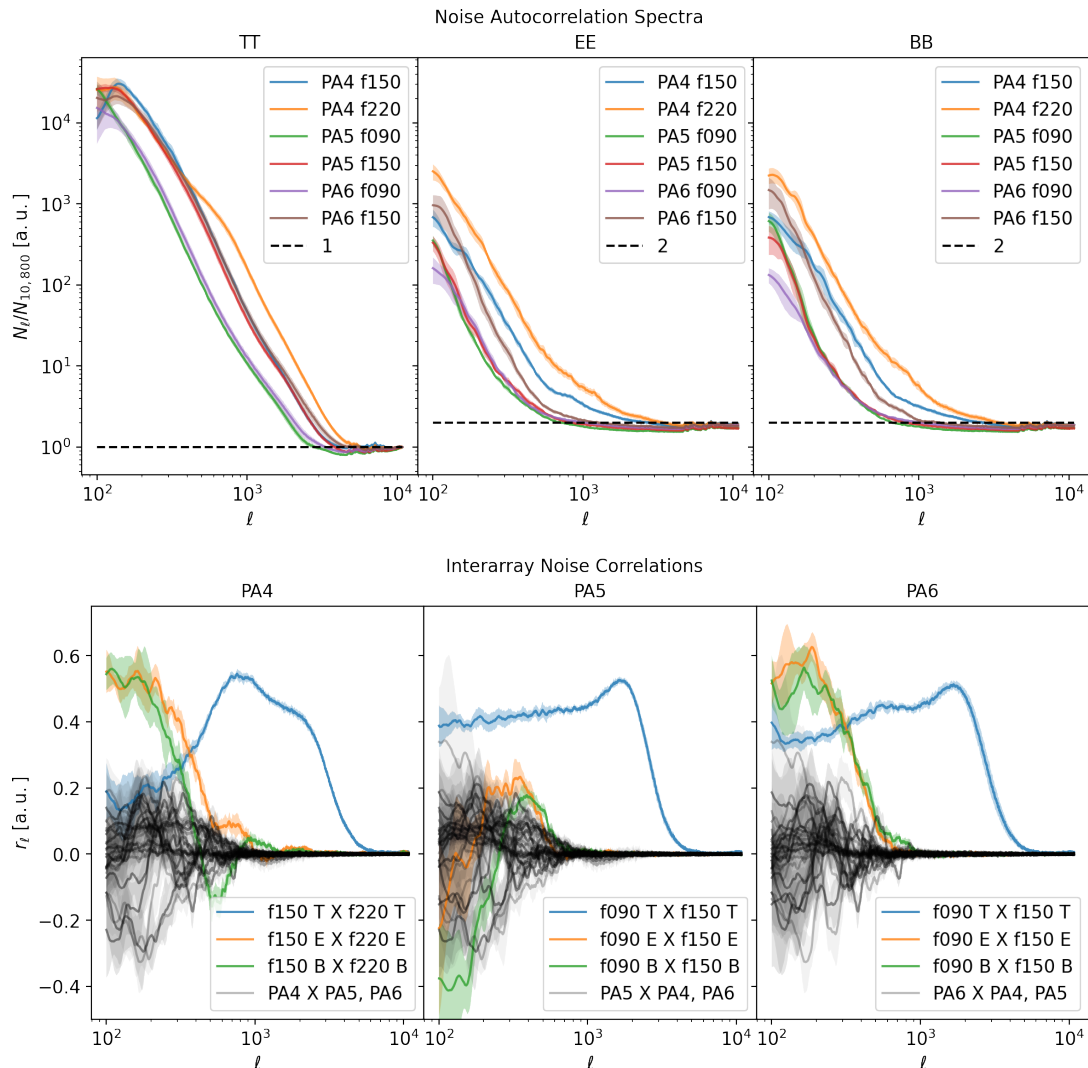 Noise Autocorrelation Spectra
TT
EE
BB
N_ℓ/N_{10,800} [a. u.]
10^4
10^3
10^2
10^1
10^0
PA4 f150
PA4 f220
PA5 f090
PA5 f150
PA6 f090
PA6 f150
1
PA4 f150
PA4 f220
PA5 f090
PA5 f150
PA6 f090
PA6 f150
2
PA4 f150
PA4 f220
PA5 f090
PA5 f150
PA6 f090
PA6 f150
2
10^2 10^3 10^4 10^2 10^3 10^4 10^2 10^3 10^4
ℓ ℓ ℓ
Interarray Noise Correlations
PA4
PA5
PA6
r_ℓ [a. u.]
0.6
0.4
0.2
0.0
−0.2
−0.4
f150 T X f220 T
f150 E X f220 E
f150 B X f220 B
PA4 X PA5, PA6
f090 T X f150 T
f090 E X f150 E
f090 B X f150 B
PA5 X PA4, PA6
f090 T X f150 T
f090 E X f150 E
f090 B X f150 B
PA6 X PA4, PA5
10^2 10^3 10^4 10^2 10^3 10^4 10^2 10^3 10^4
ℓ ℓ ℓ